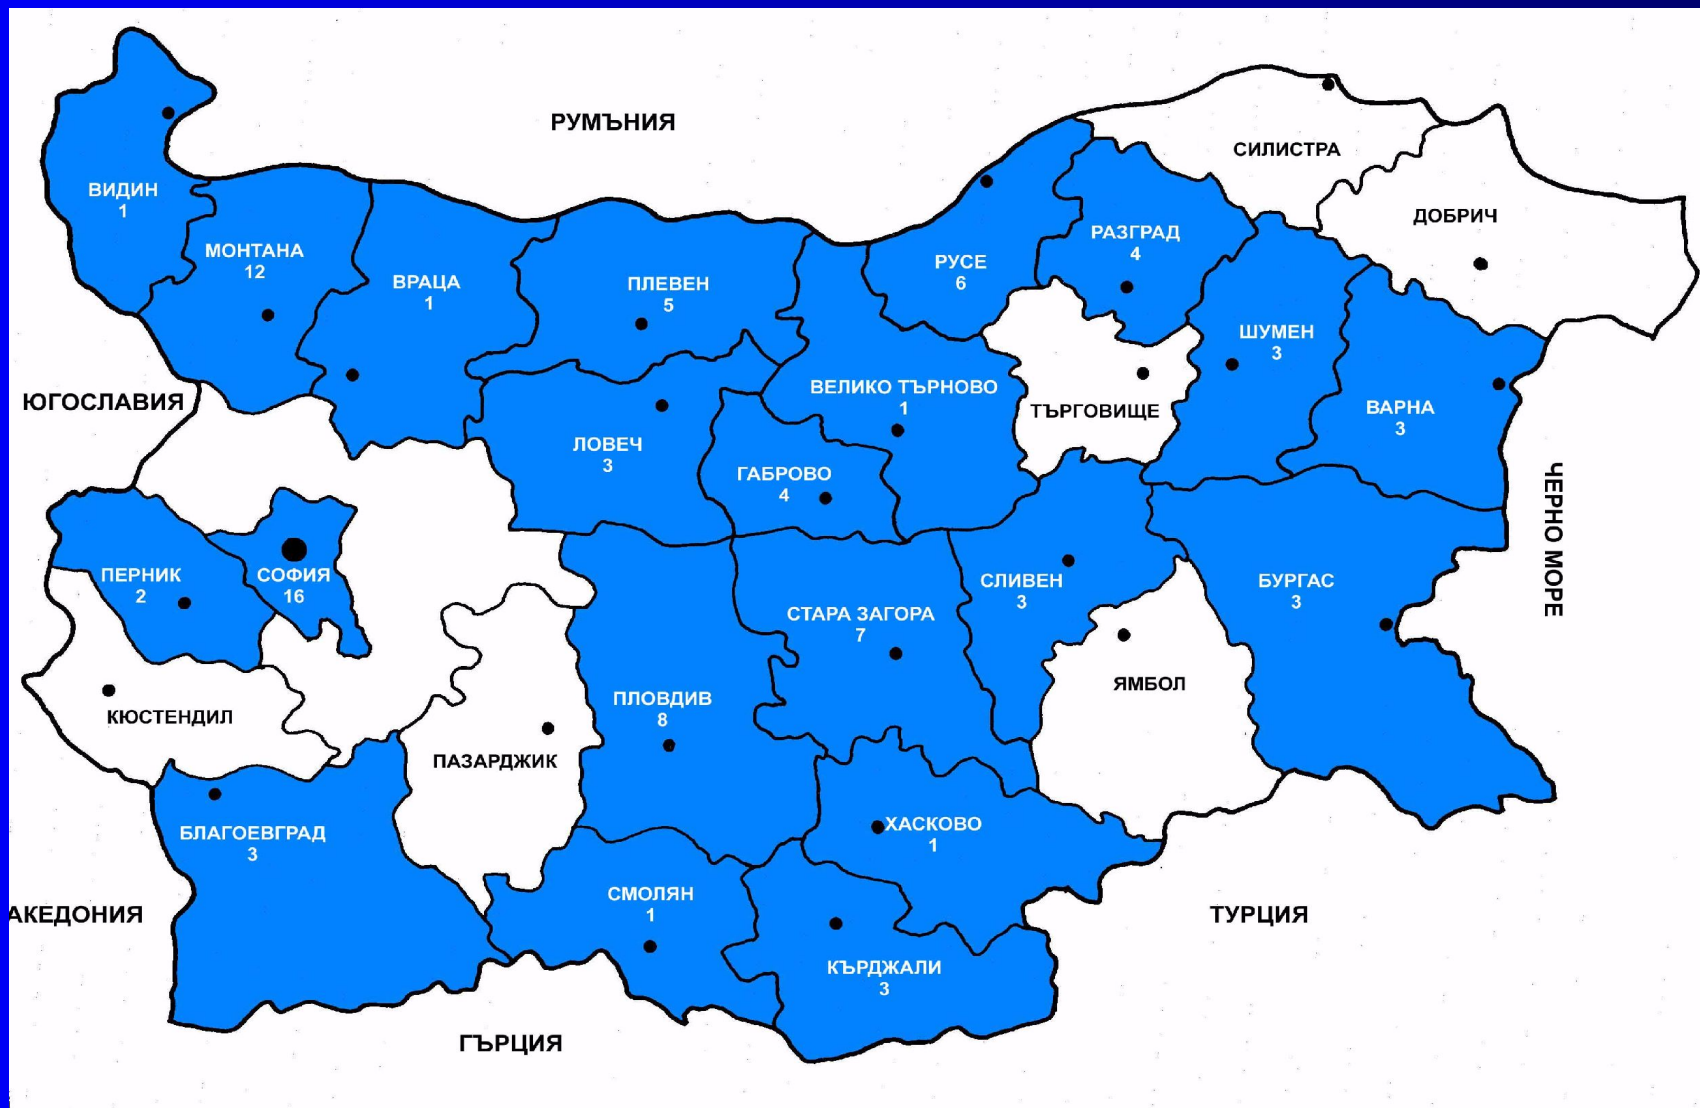 РУМЪНИЯ
СИЛИСТРА
ДОБРИЧ
ВИДИН
1
МОНТАНА
12
ВРАЦА
1
ПЛЕВЕН
5
РУСЕ
6
РАЗГРАД
4
ШУМЕН
3
ВАРНА
3
ЮГОСЛАВИЯ
ВЕЛИКО ТЪРНОВО
1
ТЪРГОВИЩЕ
ЛОВЕЧ
3
ГАБРОВО
4
ЧЕРНО МОРЕ
ПЕРНИК
2
СОФИЯ
16
СЛИВЕН
3
БУРГАС
3
СТАРА ЗАГОРА
7
ЯМБОЛ
КЮСТЕНДИЛ
ПЛОВДИВ
8
ПАЗАРДЖИК
БЛАГОЕВГРАД
3
ХАСКОВО
1
СМОЛЯН
1
АКЕДОНИЯ
ТУРЦИЯ
КЪРДЖАЛИ
3
ГЪРЦИЯ